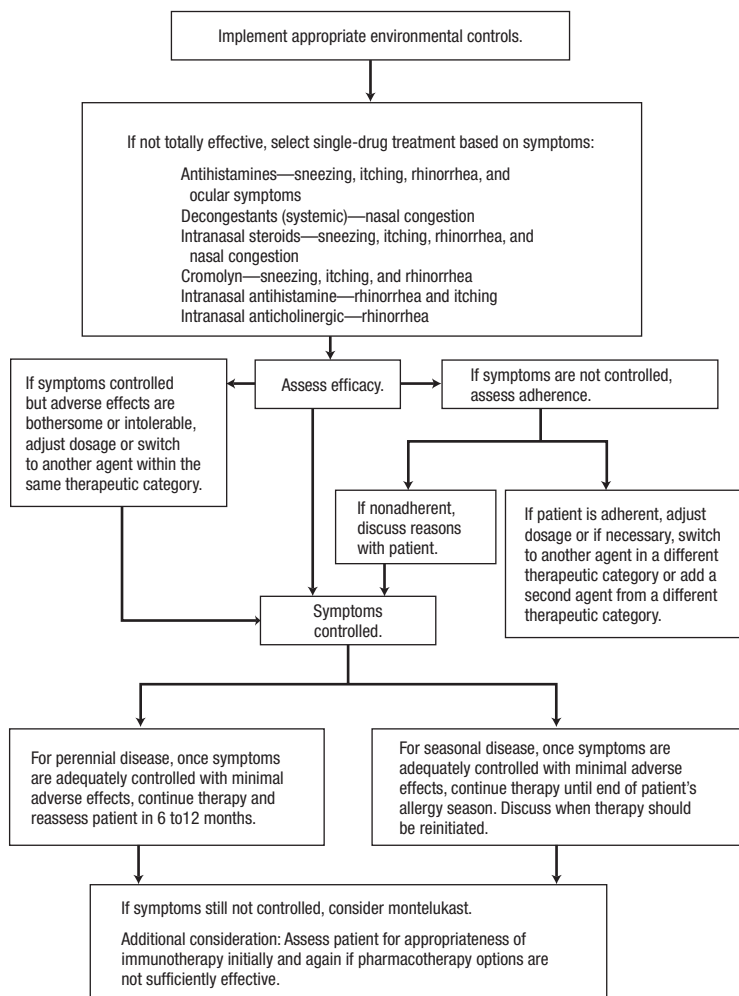 Implement appropriate environmental controls.
If not totally effective, select single-drug treatment based on symptoms:
Antihistamines—sneezing, itching, rhinorrhea, and
ocular symptoms
Decongestants (systemic)—nasal congestion
Intranasal steroids—sneezing, itching, rhinorrhea, and
nasal congestion
Cromolyn—sneezing, itching, and rhinorrhea
Intranasal antihistamine—rhinorrhea and itching
Intranasal anticholinergic—rhinorrhea
If symptoms controlled
but adverse effects are
bothersome or intolerable,
adjust dosage or switch
to another agent within the
same therapeutic category.
Assess efficacy.
If symptoms are not controlled,
assess adherence.
If nonadherent,
discuss reasons
with patient.
If patient is adherent, adjust
dosage or if necessary, switch
to another agent in a different
therapeutic category or add a
second agent from a different
therapeutic category.
Symptoms
controlled.
For perennial disease, once symptoms
are adequately controlled with minimal
adverse effects, continue therapy and
reassess patient in 6 to12 months.
For seasonal disease, once symptoms are
adequately controlled with minimal adverse
effects, continue therapy until end of patient’s
allergy season. Discuss when therapy should
be reinitiated.
If symptoms still not controlled, consider montelukast.
Additional consideration: Assess patient for appropriateness of
immunotherapy initially and again if pharmacotherapy options are
not sufficiently effective.